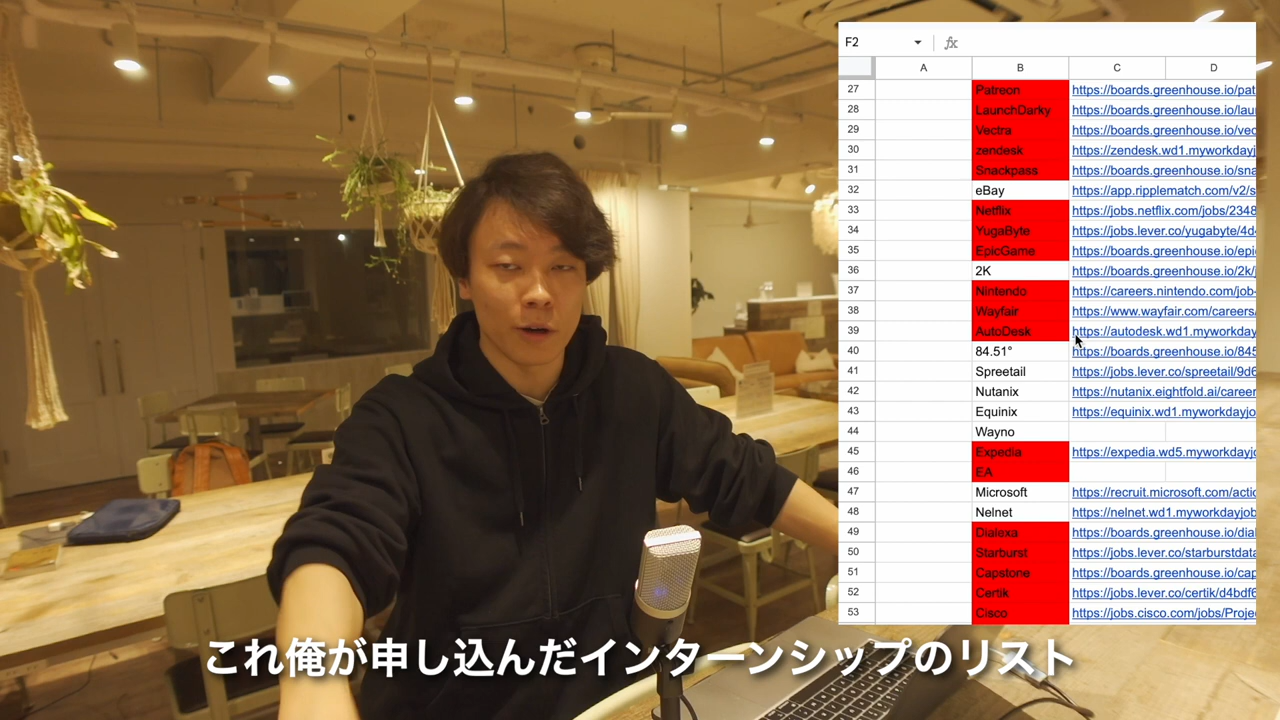 F2 fx
A B C D
27 Patreon https://boards.greenhouse.io/pat
28 LaunchDarky https://boards.greenhouse.io/lau
29 Vectra https://boards.greenhouse.io/vec
30 zendesk https://zendesk.wd1.myworkdayj
31 Snackpass https://boards.greenhouse.io/sna
32 eBay https://app.ripplematch.com/v2/s
33 Netflix https://jobs.netflix.com/jobs/2348
34 YugaByte https://jobs.lever.co/yugabyte/4d
35 EpicGame https://boards.greenhouse.io/epi
36 2K https://boards.greenhouse.io/2k/
37 Nintendo https://careers.nintendo.com/job
38 Wayfair https://www.wayfair.com/careers/
39 AutoDesk https://autodesk.wd1.myworkday
40 84.51° https://boards.greenhouse.io/845
41 Spreetail https://jobs.lever.co/spreetail/9d6
42 Nutanix https://nutanix.eightfold.ai/career
43 Equinix https://equinix.wd1.myworkdayjo
44 Wayno
45 Expedia https://expedia.wd5.myworkdayjo
46 EA
47 Microsoft https://recruit.microsoft.com/actio
48 Nelnet https://nelnet.wd1.myworkdayjob
49 Dialexa https://boards.greenhouse.io/dial
50 Starburst https://jobs.lever.co/starburstdata
51 Capstone https://boards.greenhouse.io/cap
52 Certik https://jobs.lever.co/certik/d4bdf6
53 Cisco https://jobs.cisco.com/jobs/Proje
これ俺が申し込んだインターンシップのリスト